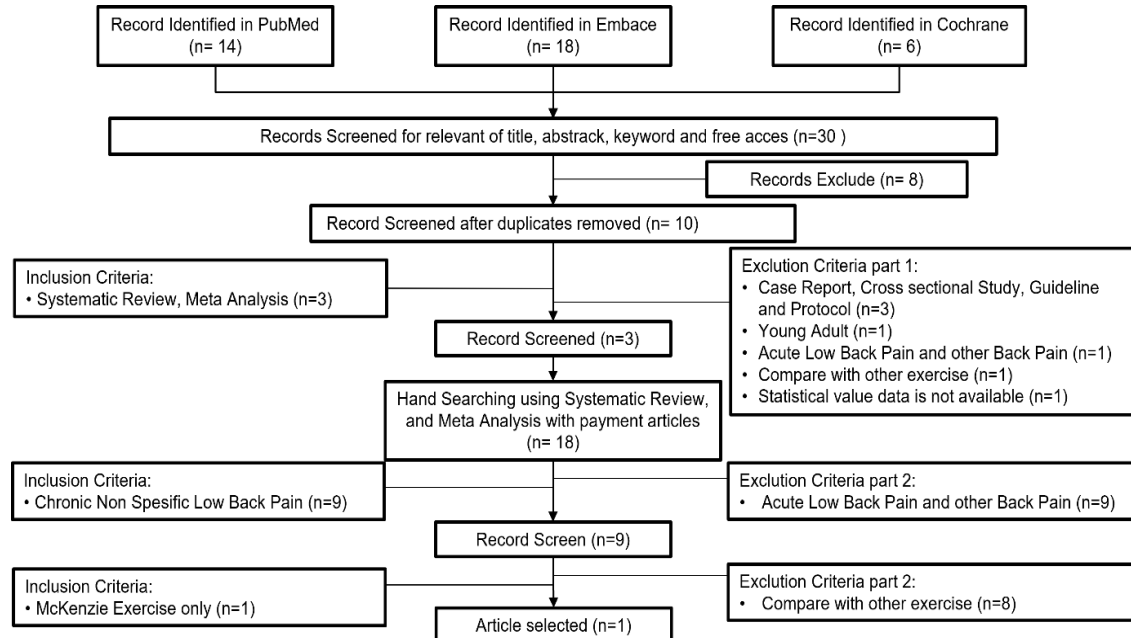 Record Identified in PubMed
(n= 14)
Record Identified in Embace
(n= 18)
Record Identified in Cochrane
(n= 6)
Records Screened for relevant of title, abstrack, keyword and free acces (n=30 )
Records Exclude (n= 8)
Record Screened after duplicates removed (n= 10)
Inclusion Criteria:
• Systematic Review, Meta Analysis (n=3)
Exclution Criteria part 1:
• Case Report, Cross sectional Study, Guideline
and Protocol (n=3)
• Young Adult (n=1)
• Acute Low Back Pain and other Back Pain (n=1)
• Compare with other exercise (n=1)
• Statistical value data is not available (n=1)
Record Screened (n=3)
Hand Searching using Systematic Review,
and Meta Analysis with payment articles
(n= 18)
Inclusion Criteria:
• Chronic Non Spesific Low Back Pain (n=9)
Exclution Criteria part 2:
• Acute Low Back Pain and other Back Pain (n=9)
Record Screen (n=9)
Inclusion Criteria:
• McKenzie Exercise only (n=1)
Exclution Criteria part 2:
• Compare with other exercise (n=8)
Article selected (n=1)